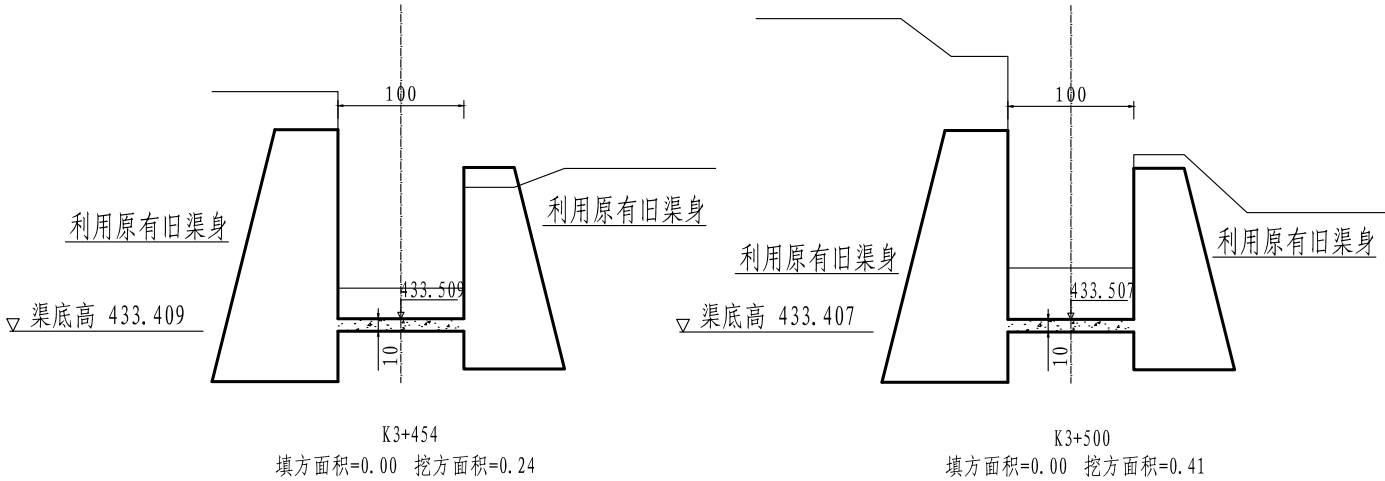 100
利用原有旧渠身
利用原有旧渠身
433.509
▽ 渠底高 433.409
10
K3+454
填方面积=0.00 挖方面积=0.24
100
利用原有旧渠身
利用原有旧渠身
433.507
▽ 渠底高 433.407
10
K3+500
填方面积=0.00 挖方面积=0.41